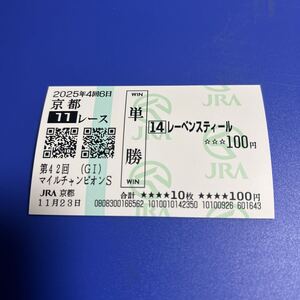 2025年4回6日
京都
11レース
第42回 (GI)
マイルチャンピオンS
JRA 京都
11月23日
WIN
単勝
WIN
14 レーベンスティール
☆☆☆100円
JRA
JRA
合計 ★★★★10枚 ★★★★100円
0808300166562 1010010142350 10100926 601643